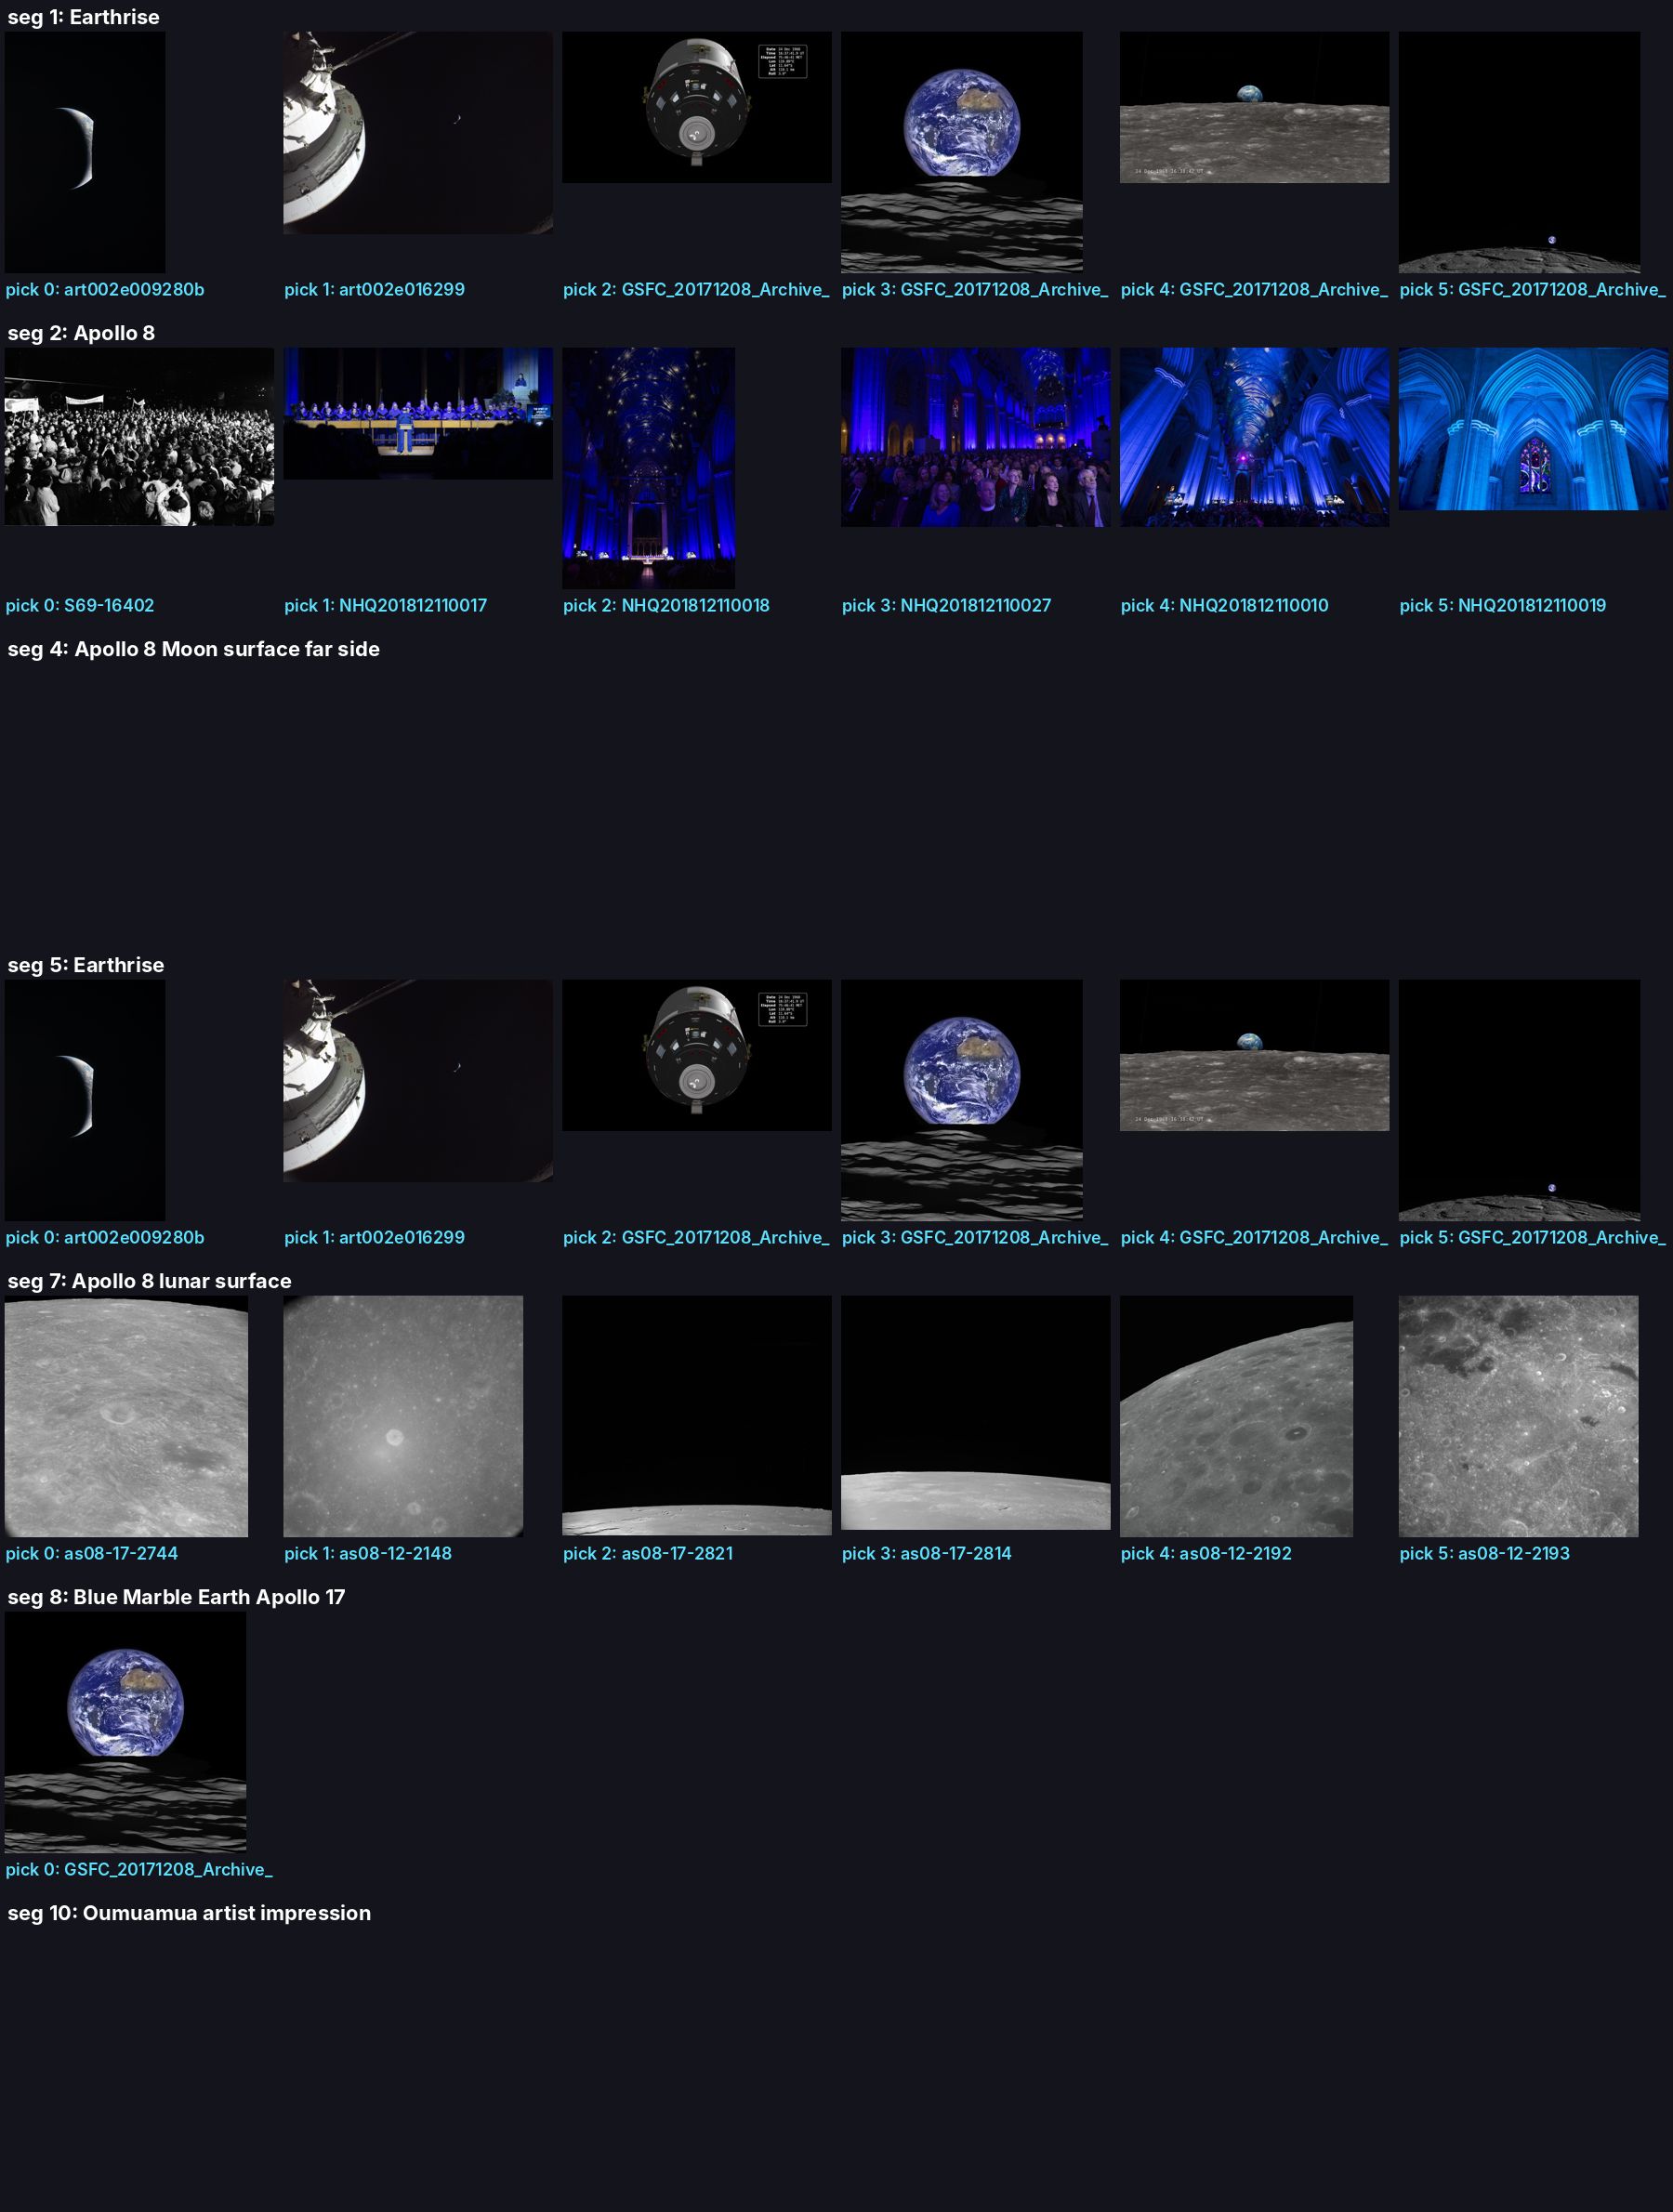 seg 1: Earthrise
pick 0: art002e009280b
pick 1: art002e016299
pick 2: GSFC_20171208_Archive_
pick 3: GSFC_20171208_Archive_
pick 4: GSFC_20171208_Archive_
pick 5: GSFC_20171208_Archive_
seg 2: Apollo 8
pick 0: S69-16402
pick 1: NHQ201812110017
pick 2: NHQ201812110018
pick 3: NHQ201812110027
pick 4: NHQ201812110010
pick 5: NHQ201812110019
seg 4: Apollo 8 Moon surface far side
seg 5: Earthrise
pick 0: art002e009280b
pick 1: art002e016299
pick 2: GSFC_20171208_Archive_
pick 3: GSFC_20171208_Archive_
pick 4: GSFC_20171208_Archive_
pick 5: GSFC_20171208_Archive_
seg 7: Apollo 8 lunar surface
pick 0: as08-17-2744
pick 1: as08-12-2148
pick 2: as08-17-2821
pick 3: as08-17-2814
pick 4: as08-12-2192
pick 5: as08-12-2193
seg 8: Blue Marble Earth Apollo 17
pick 0: GSFC_20171208_Archive_
seg 10: Oumuamua artist impression